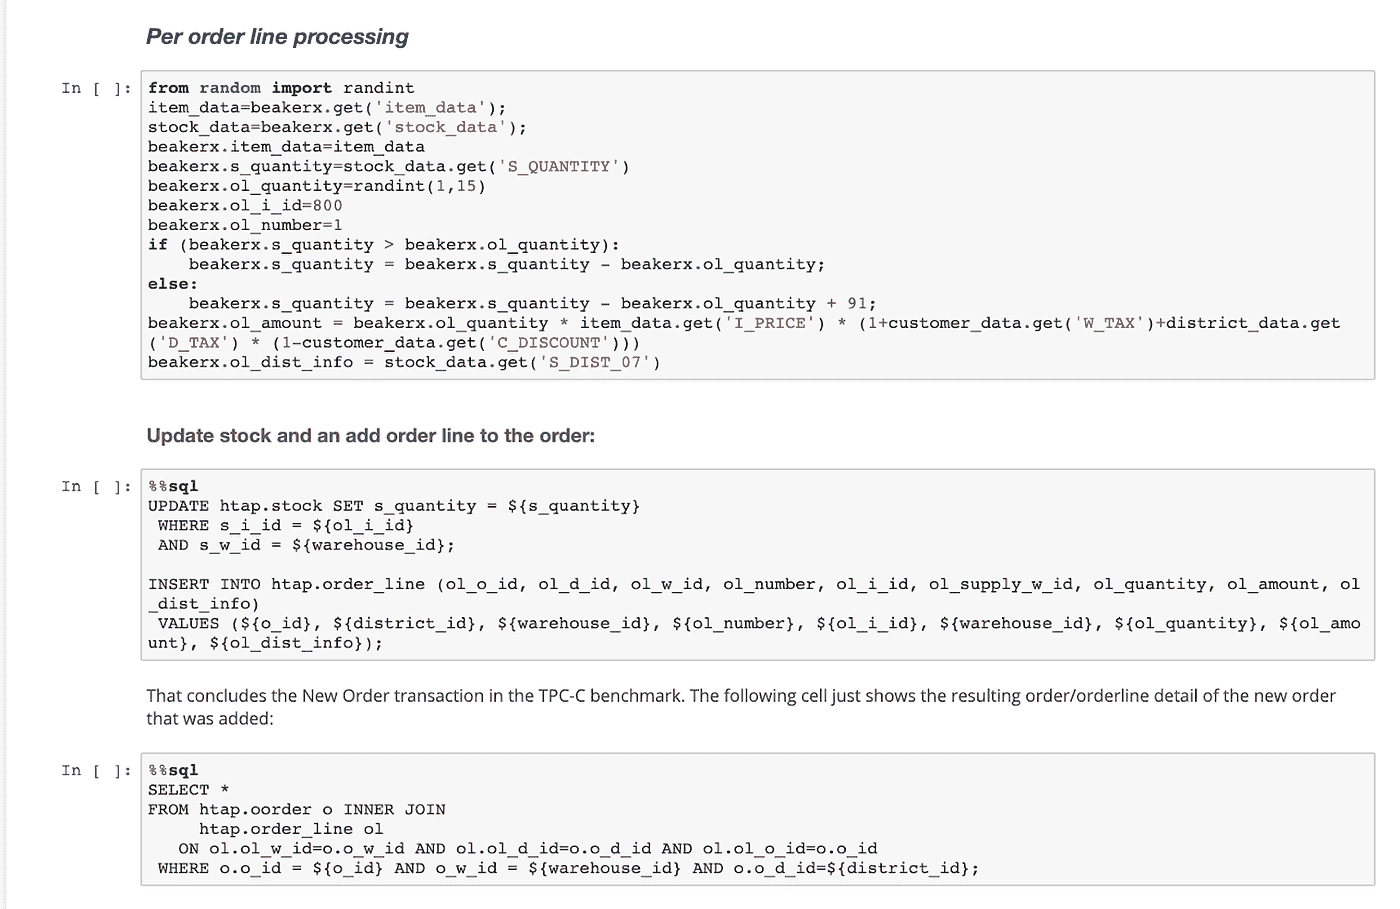 Per order line processing
In [ ]:
from random import randint
item_data=beakerx.get('item_data');
stock_data=beakerx.get('stock_data');
beakerx.item_data=item_data
beakerx.s_quantity=stock_data.get('S_QUANTITY')
beakerx.ol_quantity=randint(1,15)
beakerx.ol_i_id=800
beakerx.ol_number=1
if (beakerx.s_quantity > beakerx.ol_quantity):
    beakerx.s_quantity = beakerx.s_quantity - beakerx.ol_quantity;
else:
    beakerx.s_quantity = beakerx.s_quantity - beakerx.ol_quantity + 91;
beakerx.ol_amount = beakerx.ol_quantity * item_data.get('I_PRICE') * (1+customer_data.get('W_TAX')+district_data.get
('D_TAX') * (1-customer_data.get('C_DISCOUNT')))
beakerx.ol_dist_info = stock_data.get('S_DIST_07')
Update stock and an add order line to the order:
In [ ]:
%%sql
UPDATE htap.stock SET s_quantity = ${s_quantity}
 WHERE s_i_id = ${ol_i_id}
 AND s_w_id = ${warehouse_id};
INSERT INTO htap.order_line (ol_o_id, ol_d_id, ol_w_id, ol_number, ol_i_id, ol_supply_w_id, ol_quantity, ol_amount, ol
_dist_info)
 VALUES (${o_id}, ${district_id}, ${warehouse_id}, ${ol_number}, ${ol_i_id}, ${warehouse_id}, ${ol_quantity}, ${ol_amo
unt}, ${ol_dist_info});
That concludes the New Order transaction in the TPC-C benchmark. The following cell just shows the resulting order/orderline detail of the new order
that was added:
In [ ]:
%%sql
SELECT *
FROM htap.oorder o INNER JOIN
     htap.order_line ol
   ON ol.ol_w_id=o.o_w_id AND ol.ol_d_id=o.o_d_id AND ol.ol_o_id=o.o_id
 WHERE o.o_id = ${o_id} AND o_w_id = ${warehouse_id} AND o.o_d_id=${district_id};